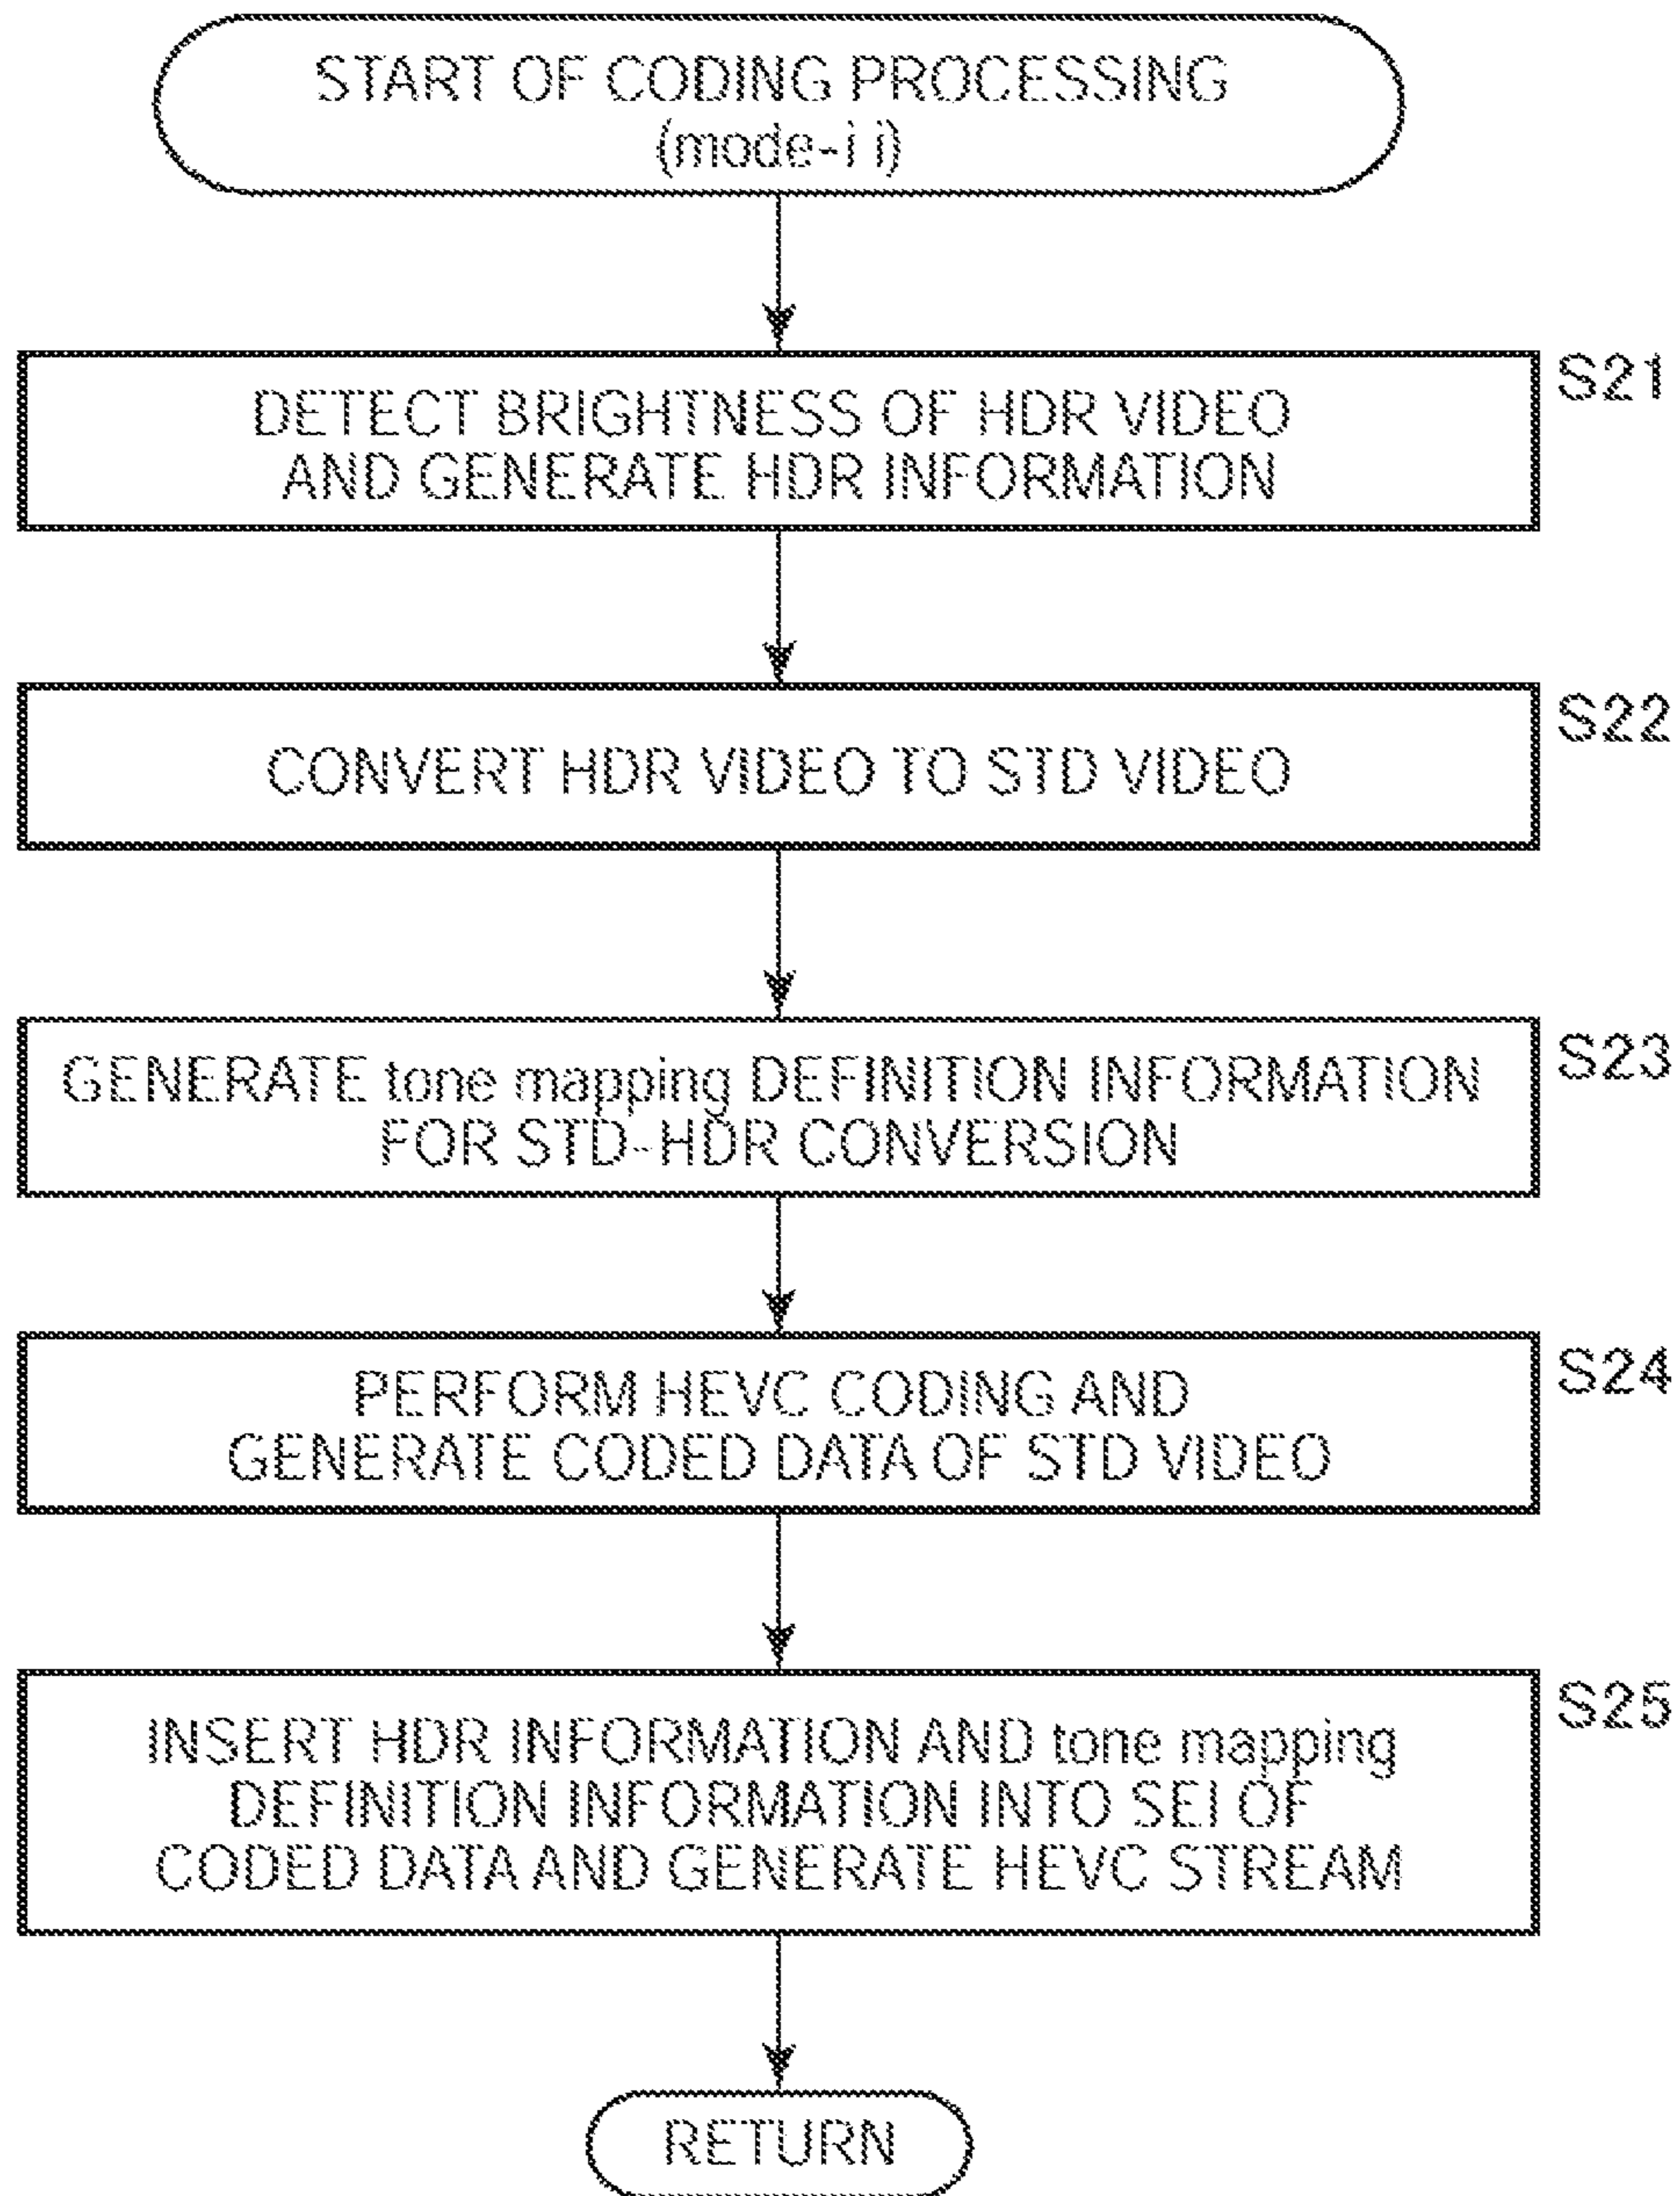 START OF CODING PROCESSING
(mode-i i)
S21
DETECT BRIGHTNESS OF HDR VIDEO
AND GENERATE HDR INFORMATION
S22
CONVERT HDR VIDEO TO STD VIDEO
S23
GENERATE tone mapping DEFINITION INFORMATION
FOR STD-HDR CONVERSION
S24
PERFORM HEVC CODING AND
GENERATE CODED DATA OF STD VIDEO
S25
INSERT HDR INFORMATION AND tone mapping
DEFINITION INFORMATION INTO SEI OF
CODED DATA AND GENERATE HEVC STREAM
RETURN